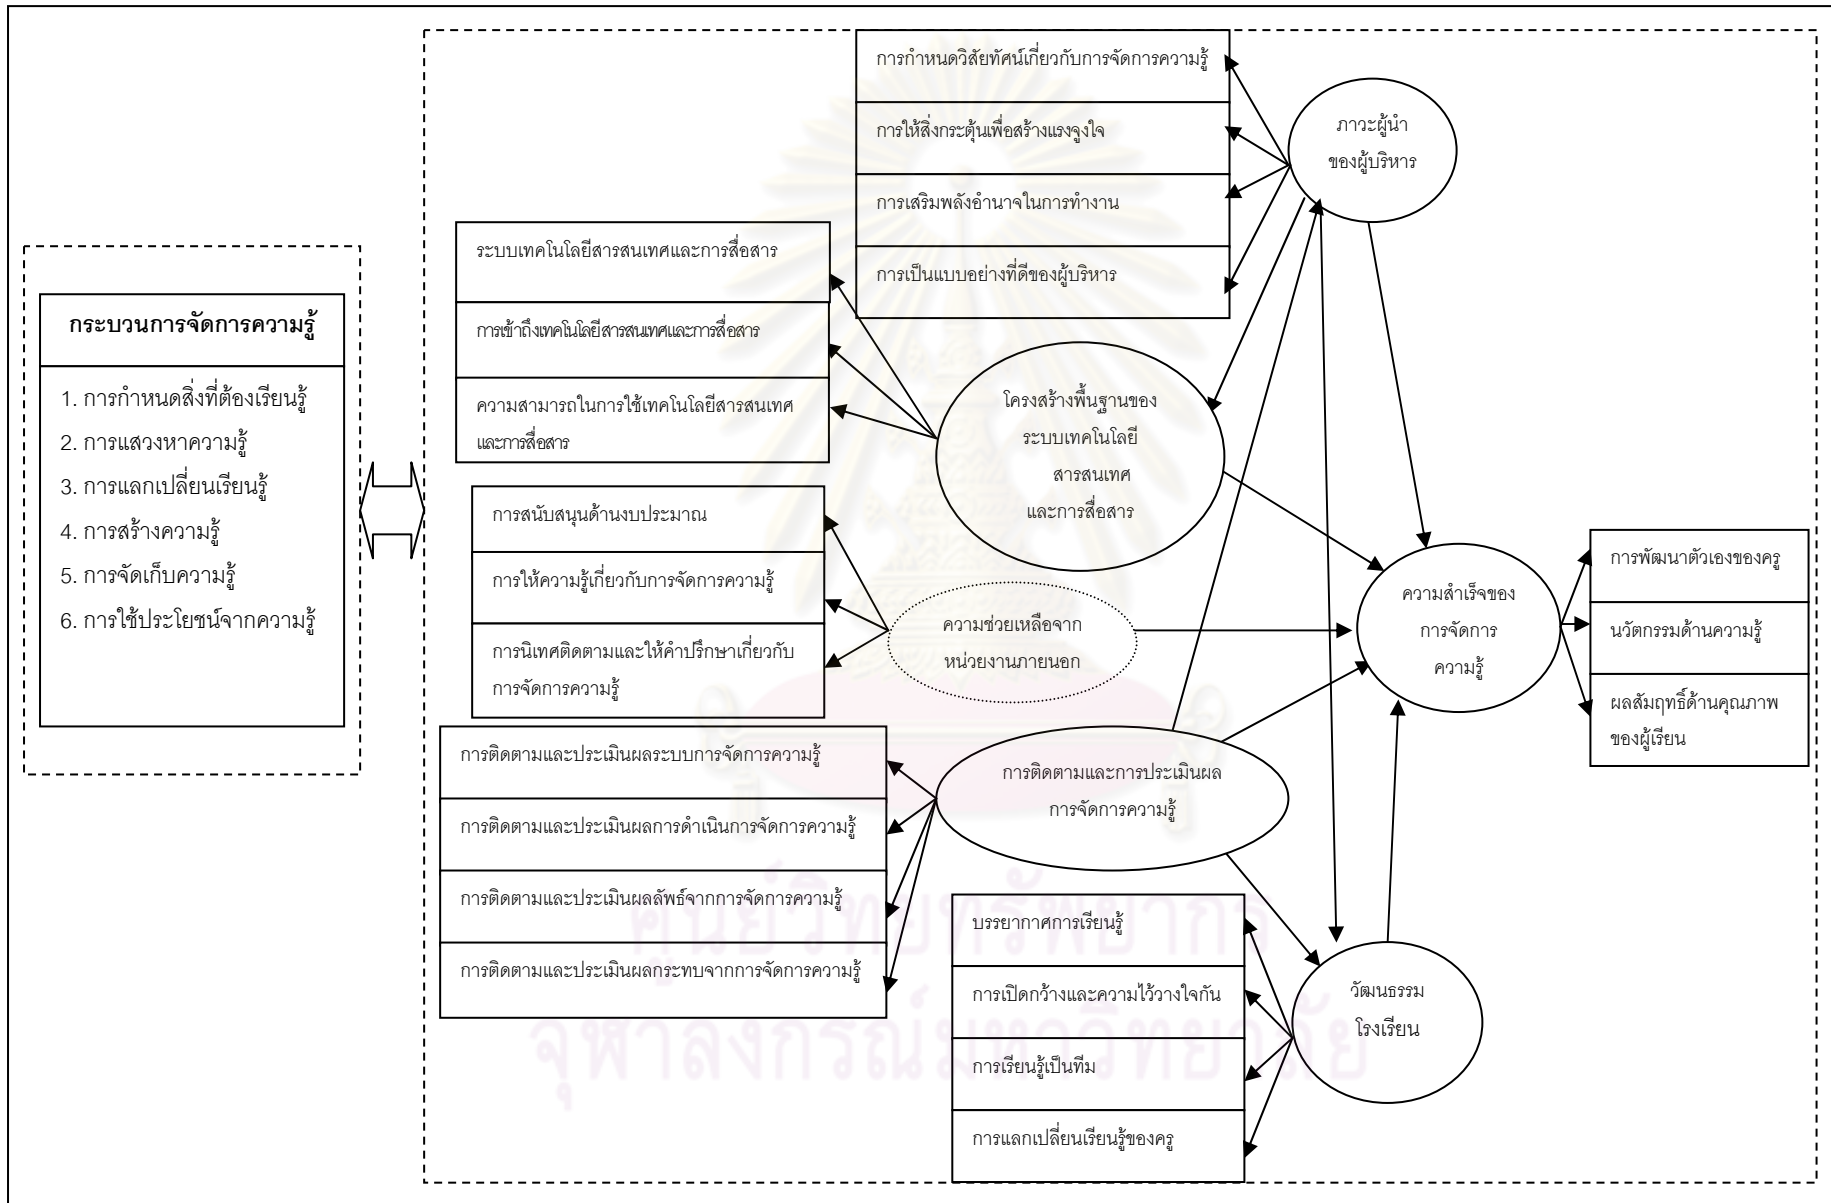 กระบวนการจัดการความรู้
1. การกำหนดสิ่งที่ต้องเรียนรู้
2. การแสวงหาความรู้
3. การแลกเปลี่ยนเรียนรู้
4. การสร้างความรู้
5. การจัดเก็บความรู้
6. การใช้ประโยชน์จากความรู้
การกำหนดวิสัยทัศน์เกี่ยวกับการจัดการความรู้
การให้สิ่งกระตุ้นเพื่อสร้างแรงจูงใจ
การเสริมพลังอำนาจในการทำงาน
การเป็นแบบอย่างที่ดีของผู้บริหาร
ภาวะผู้นำ
ของผู้บริหาร
ระบบเทคโนโลยีสารสนเทศและการสื่อสาร
การเข้าถึงเทคโนโลยีสารสนเทศและการสื่อสาร
ความสามารถในการใช้เทคโนโลยีสารสนเทศ
และการสื่อสาร
โครงสร้างพื้นฐานของ
ระบบเทคโนโลยี
สารสนเทศ
และการสื่อสาร
การสนับสนุนด้านงบประมาณ
การให้ความรู้เกี่ยวกับการจัดการความรู้
การนิเทศติดตามและให้คำปรึกษาเกี่ยวกับ
การจัดการความรู้
ความช่วยเหลือจาก
หน่วยงานภายนอก
ความสำเร็จของ
การจัดการ
ความรู้
การพัฒนาตัวเองของครู
นวัตกรรมด้านความรู้
ผลสัมฤทธิ์ด้านคุณภาพ
ของผู้เรียน
การติดตามและประเมินผลระบบการจัดการความรู้
การติดตามและประเมินผลการดำเนินการจัดการความรู้
การติดตามและประเมินผลลัพธ์จากการจัดการความรู้
การติดตามและประเมินผลกระทบจากการจัดการความรู้
การติดตามและการประเมินผล
การจัดการความรู้
บรรยากาศการเรียนรู้
การเปิดกว้างและความไว้วางใจกัน
การเรียนรู้เป็นทีม
การแลกเปลี่ยนเรียนรู้ของครู
วัฒนธรรม
โรงเรียน
ศูนย์วิทยทรัพยากร
จุฬาลงกรณ์มหาวิทยาลัย